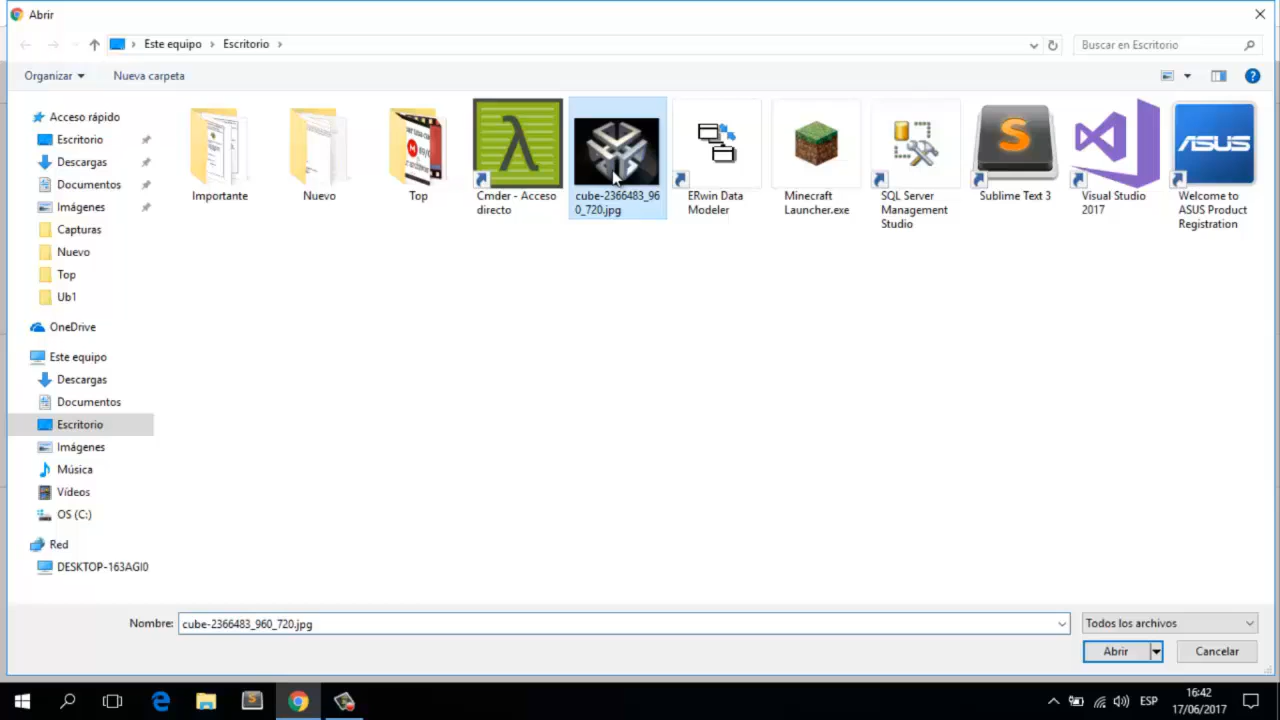 Abrir
Este equipo
Escritorio
Buscar en Escritorio
Organizar
Nueva carpeta
Acceso rápido
Escritorio
Descargas
Documentos
Imágenes
Capturas
Nuevo
Top
Ub1
OneDrive
Este equipo
Descargas
Documentos
Escritorio
Imágenes
Música
Vídeos
OS (C:)
Red
DESKTOP-163AGI0
Importante
Nuevo
Top
Cmder - Acceso
directo
cube-2366483_96
0_720.jpg
ERwin Data
Modeler
Minecraft
Launcher.exe
SQL Server
Management
Studio
Sublime Text 3
Visual Studio
2017
ASUS
Welcome to
ASUS Product
Registration
Nombre:
cube-2366483_960_720.jpg
Todos los archivos
Abrir
Cancelar
ESP
16:42
17/06/2017